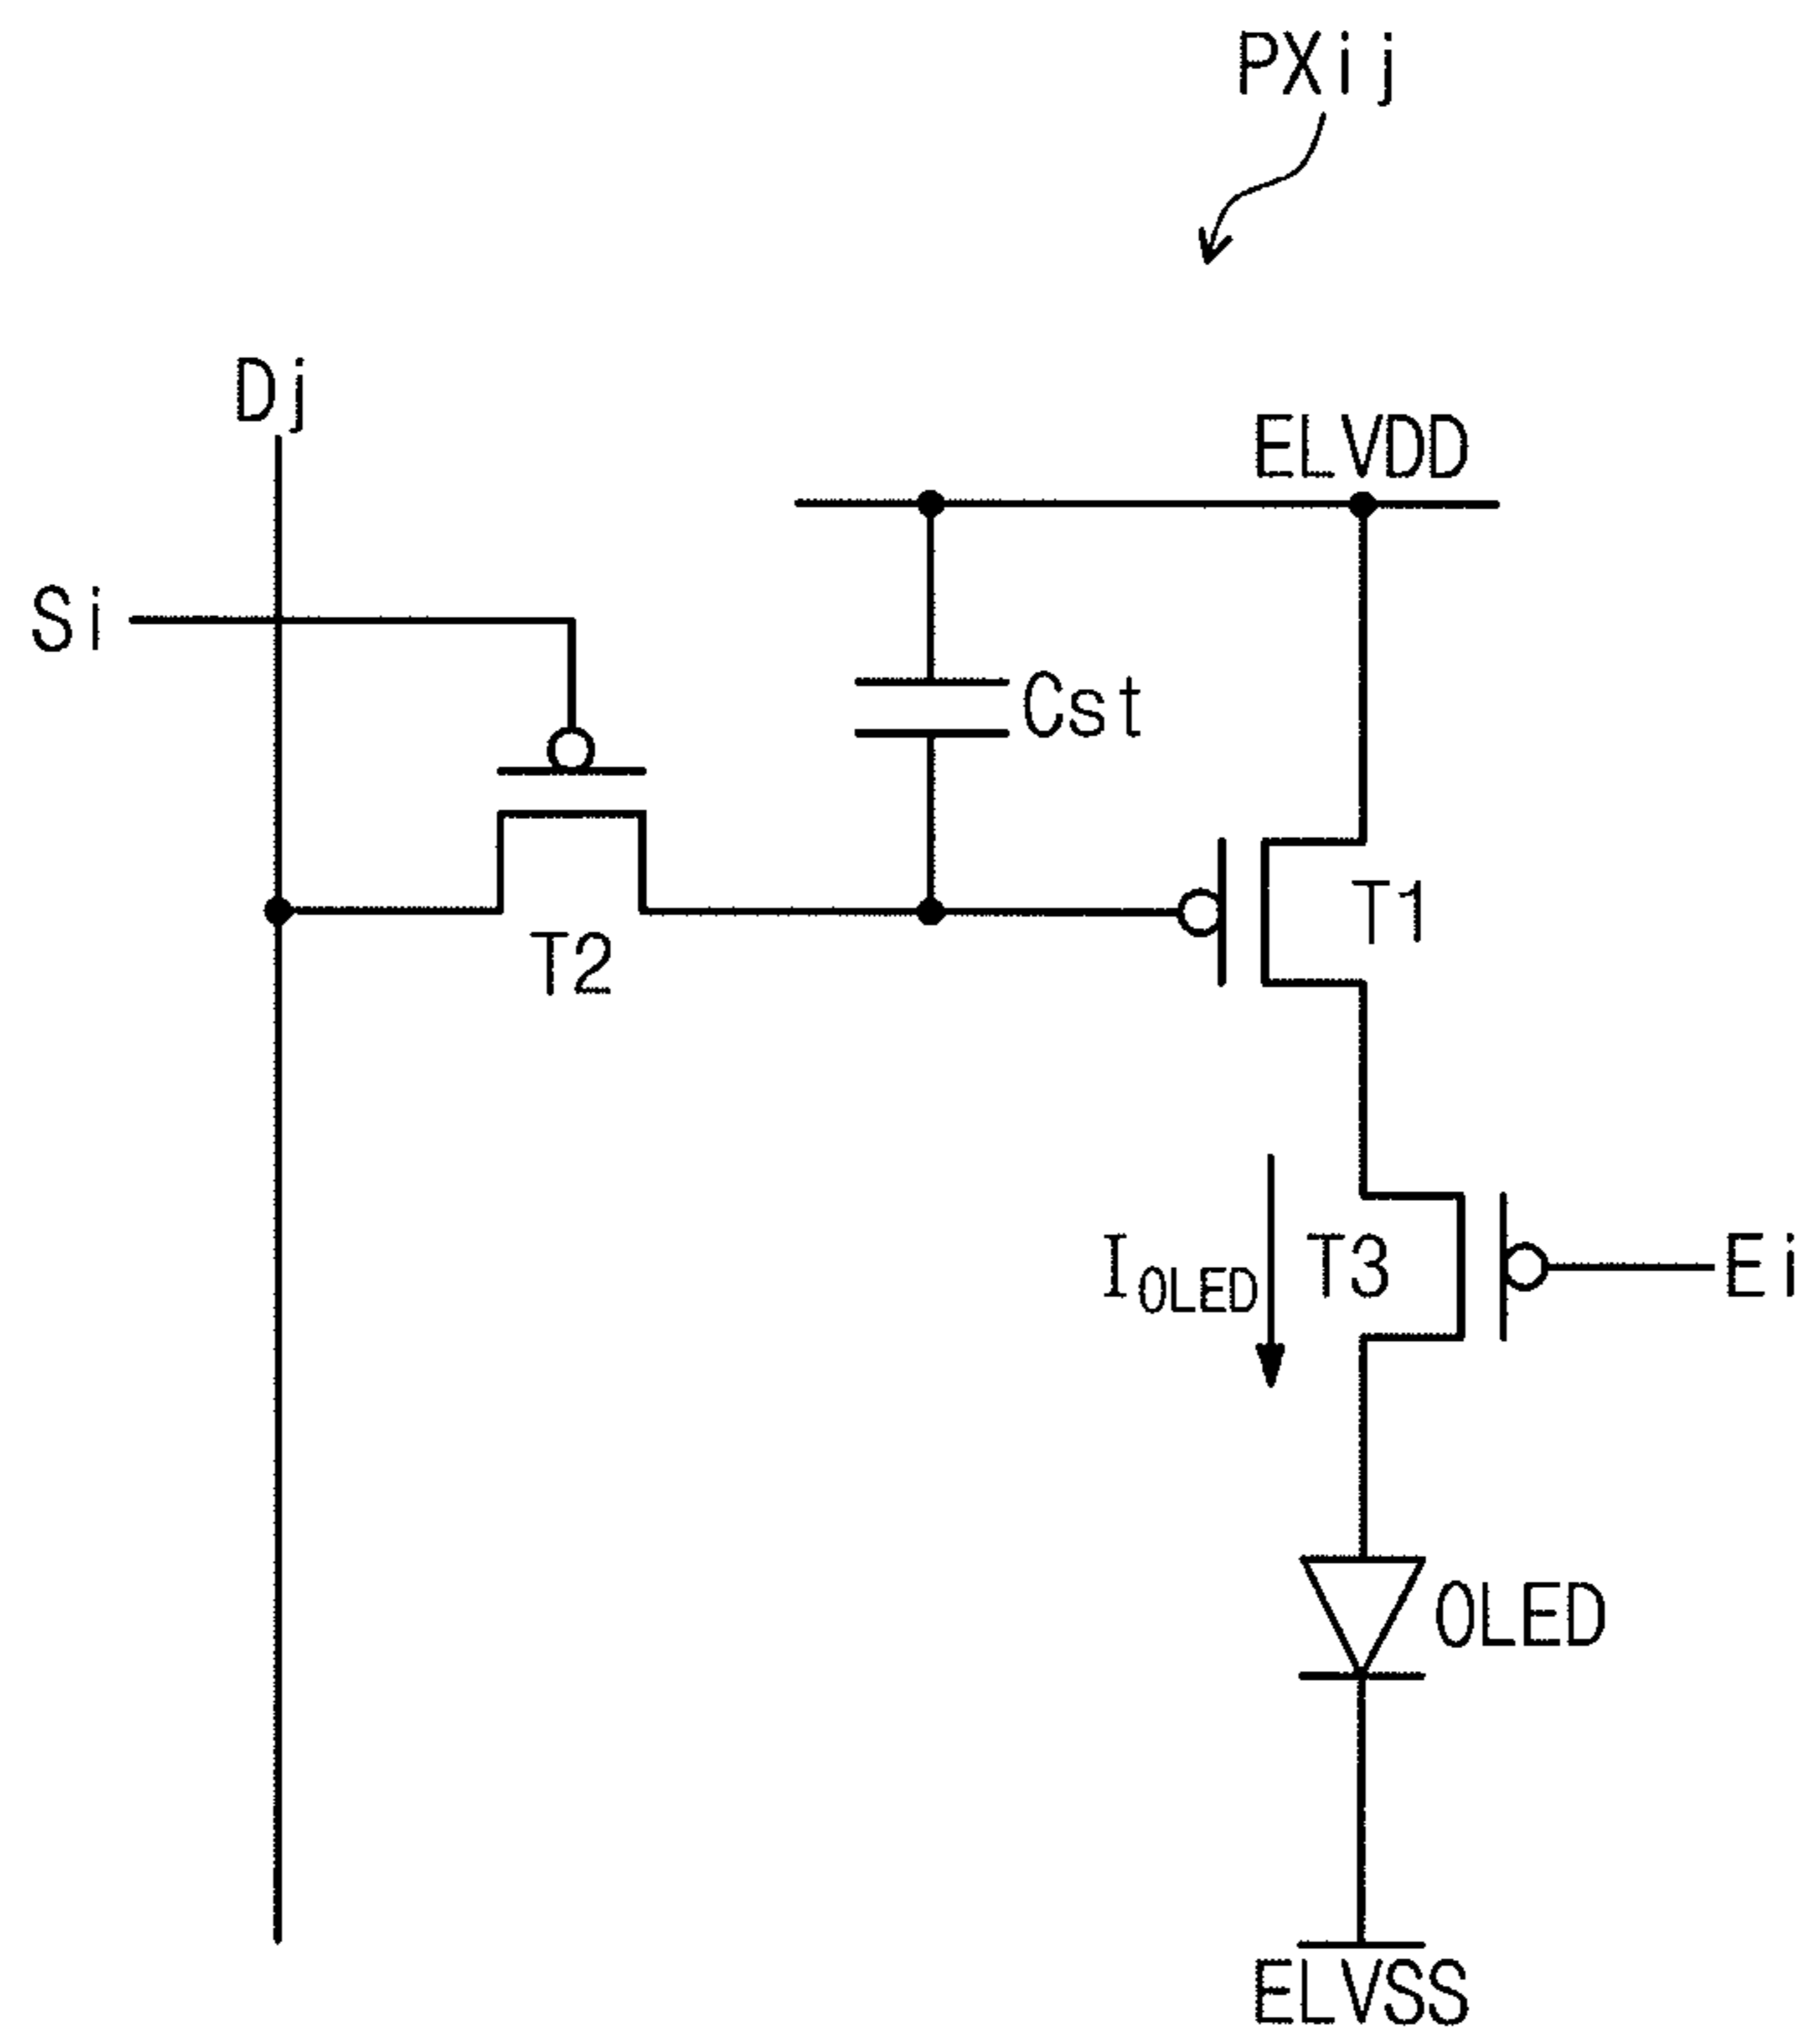 PXij
Dj
ELVDD
Si
Cst
T1
T2
IOLED
T3
Ei
OLED
ELVSS